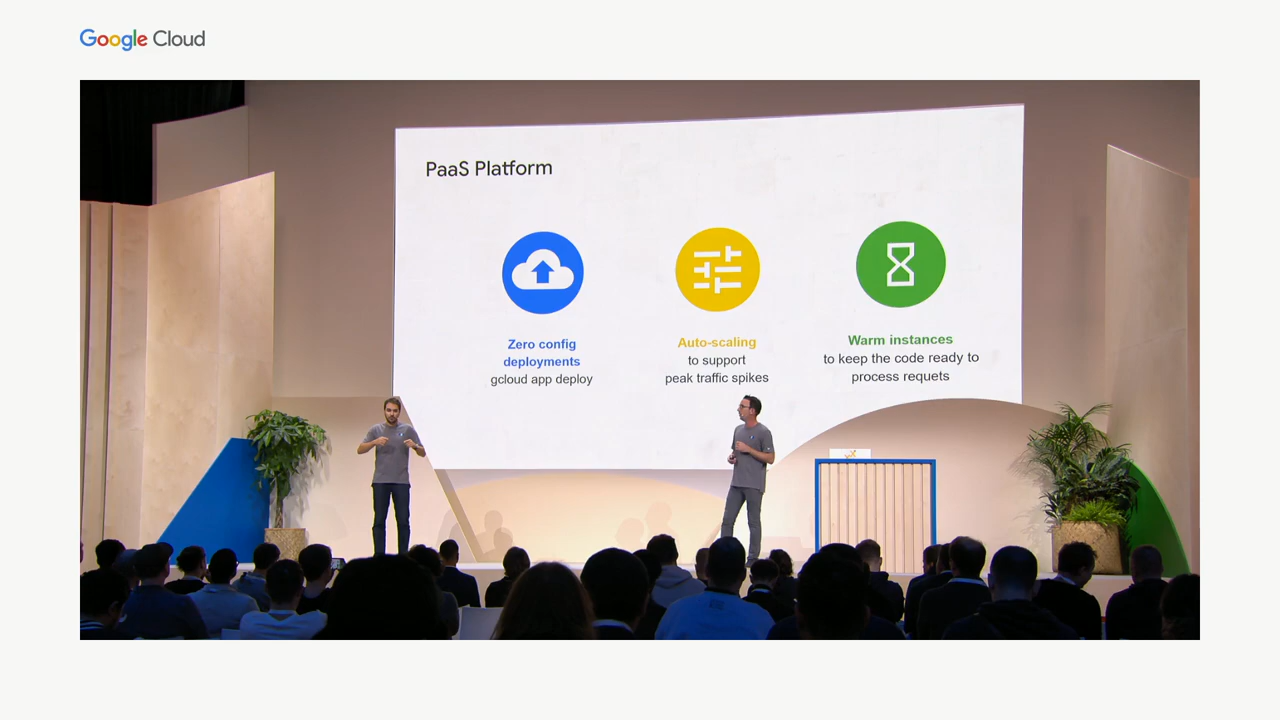 Google Cloud
PaaS Platform
Zero config
deployments
gcloud app deploy
Auto-scaling
to support
peak traffic spikes
Warm instances
to keep the code ready to
process requets